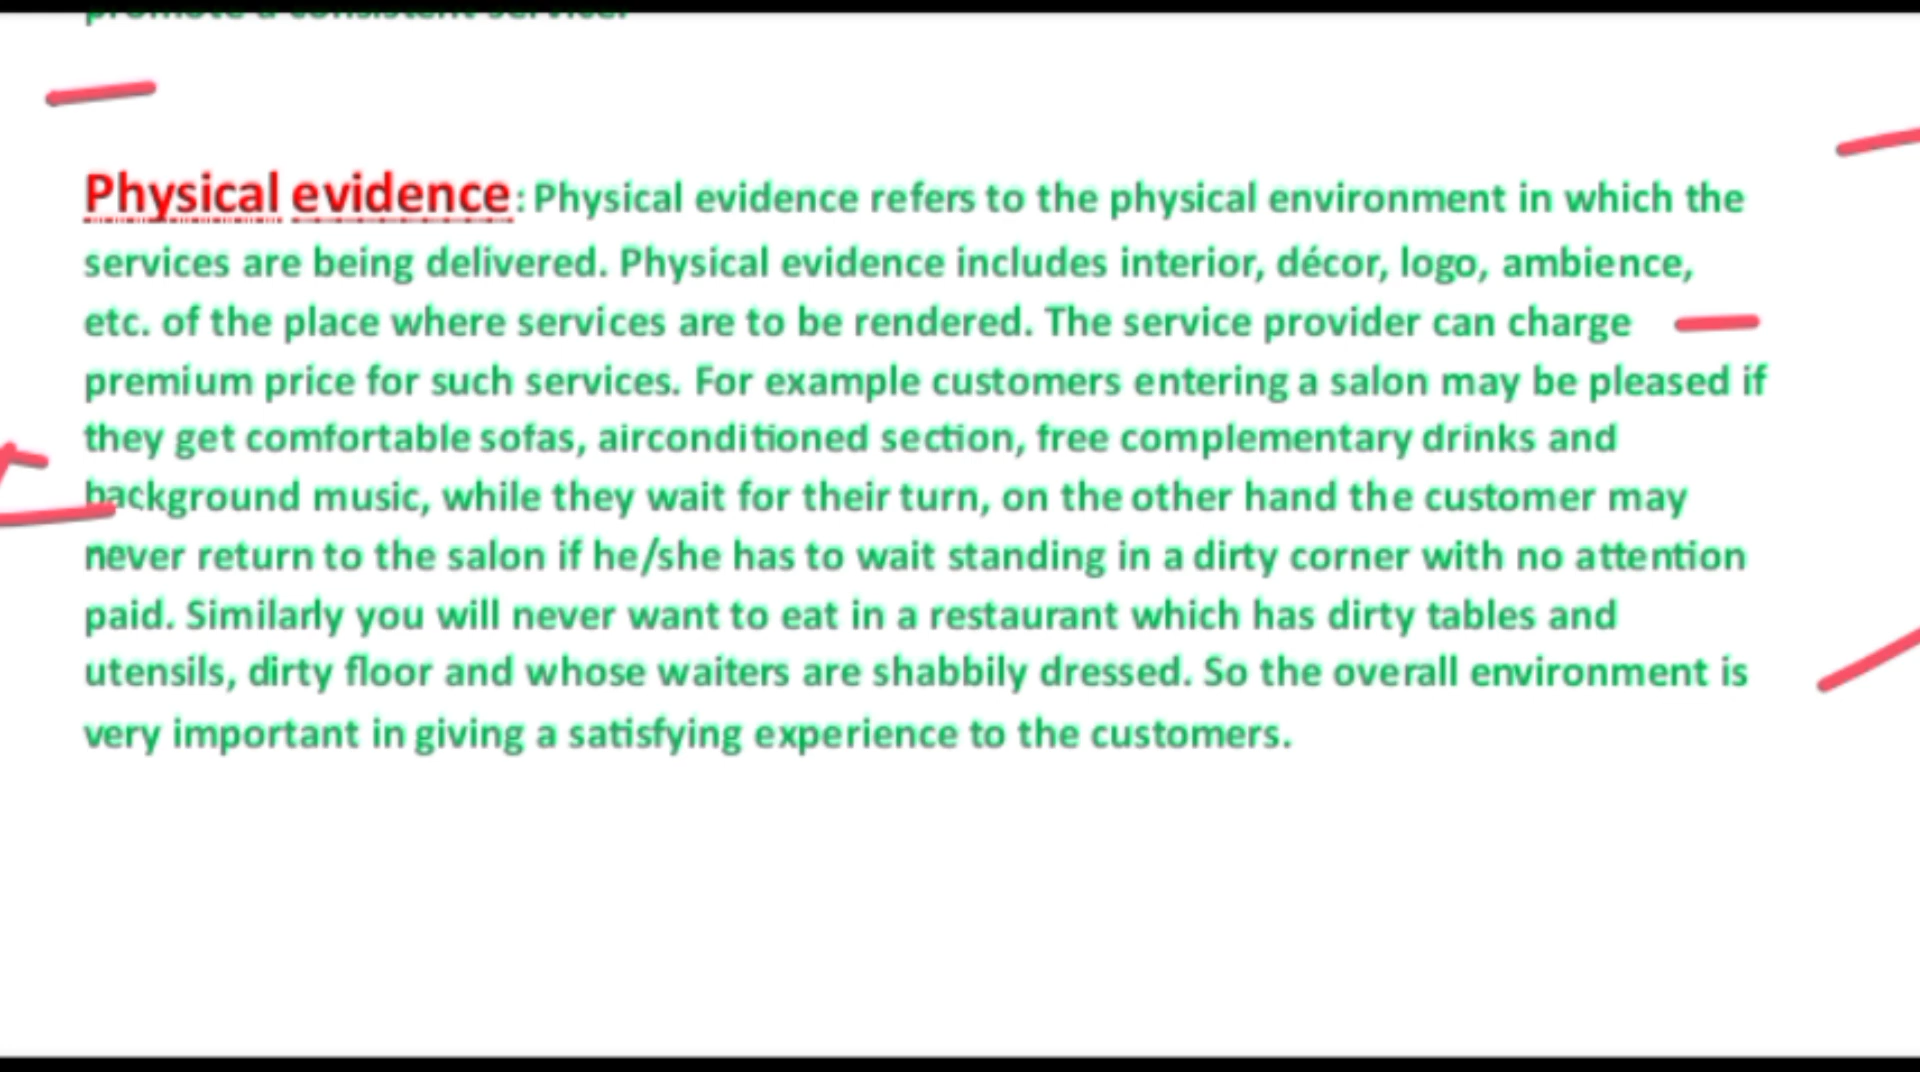 promote a consistent service.
Physical evidence: Physical evidence refers to the physical environment in which the
services are being delivered. Physical evidence includes interior, décor, logo, ambience,
etc. of the place where services are to be rendered. The service provider can charge
premium price for such services. For example customers entering a salon may be pleased if
they get comfortable sofas, airconditioned section, free complementary drinks and
background music, while they wait for their turn, on the other hand the customer may
never return to the salon if he/she has to wait standing in a dirty corner with no attention
paid. Similarly you will never want to eat in a restaurant which has dirty tables and
utensils, dirty floor and whose waiters are shabbily dressed. So the overall environment is
very important in giving a satisfying experience to the customers.